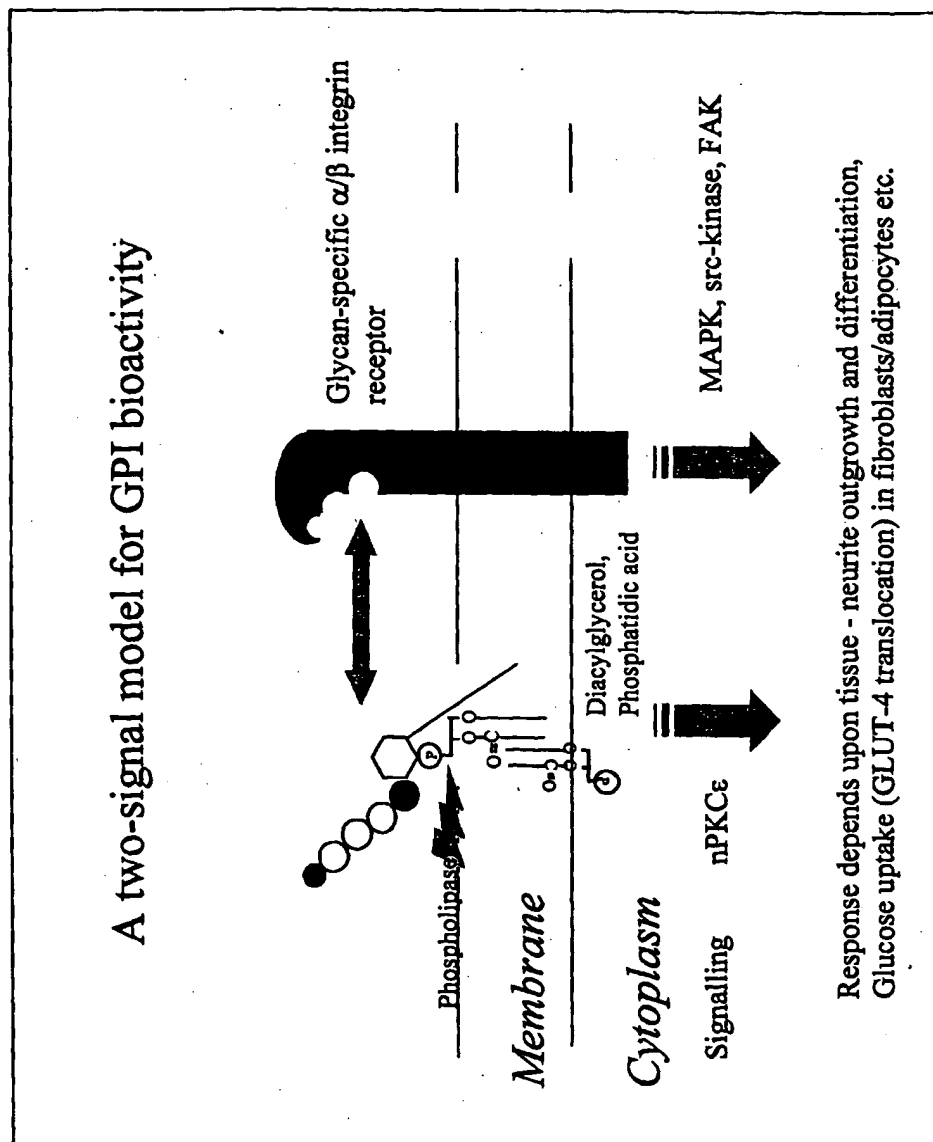 A two-signal model for GPI bioactivity
Glycan-specific α/β integrin
receptor
P
Phospholipase
O O
O=C
Membrane
O=C O O
P
Diacylglycerol,
Phosphatidic acid
Cytoplasm
Signalling nPKCε MAPK, src-kinase, FAK
Response depends upon tissue - neurite outgrowth and differentiation,
Glucose uptake (GLUT-4 translocation) in fibroblasts/adipocytes etc.